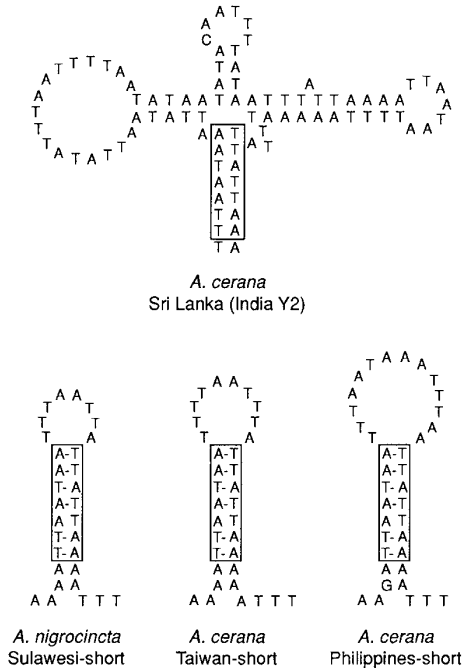 A T
A T
C T
A T
T A
A T
T T T T A A T A T A A T A A T T T A T T A A A A T T A T A A
A A T T T A T A T T A A T A T T A A A A A A T T T T A T
A T
A T
T A
A T
A T
T A
T A
T A
A. cerana
Sri Lanka (India Y2)
A-T
A-T
T-A
A-T
A T
T-A
T-A
A A
A A
A A T T T
A. nigrocincta
Sulawesi-short
A-T
A-T
T-A
A-T
A T
T-A
T-A
A A
A A
A A A T T T
A. cerana
Taiwan-short
A-T
A-T
T-A
A-T
A T
T-A
T-A
A A
G A
A A T T T
A. cerana
Philippines-short